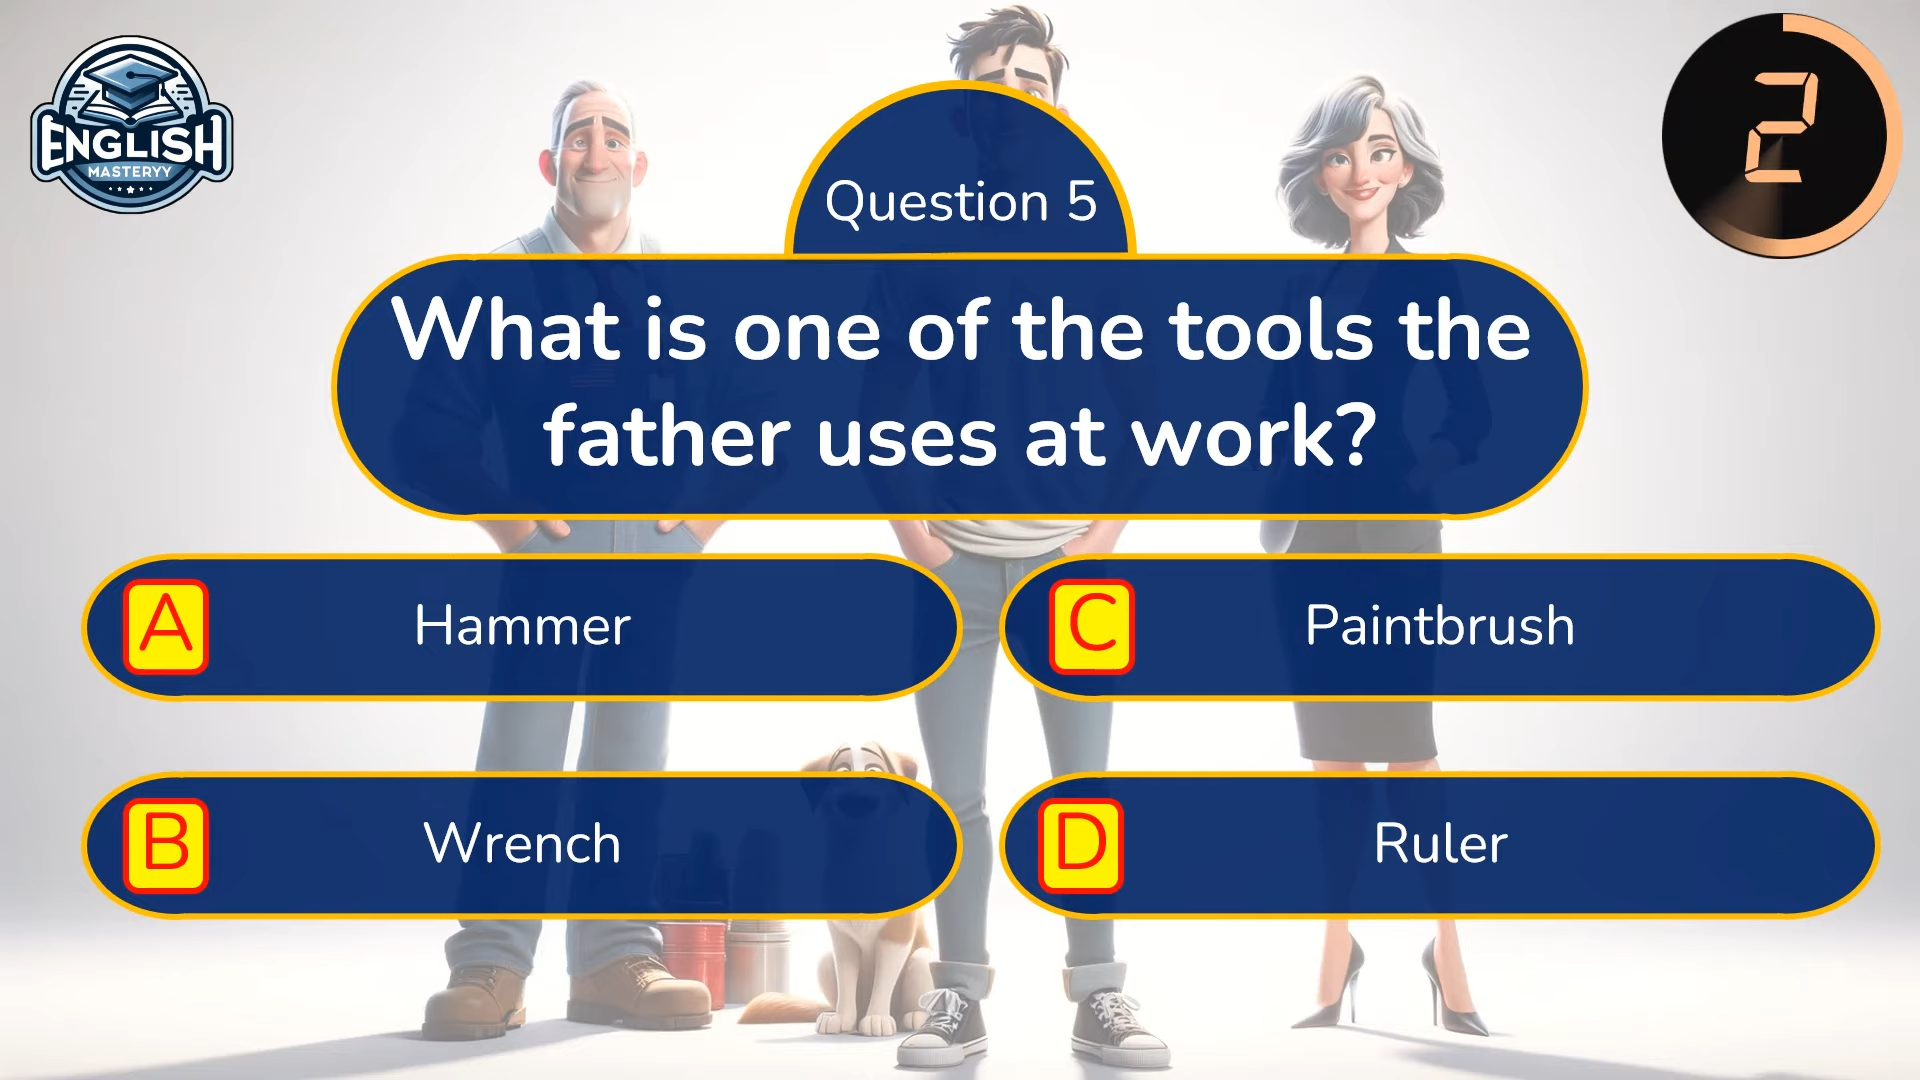 ENGLISH
MASTERYY
2
Question 5
What is one of the tools the
father uses at work?
A
Hammer
C
Paintbrush
B
Wrench
D
Ruler